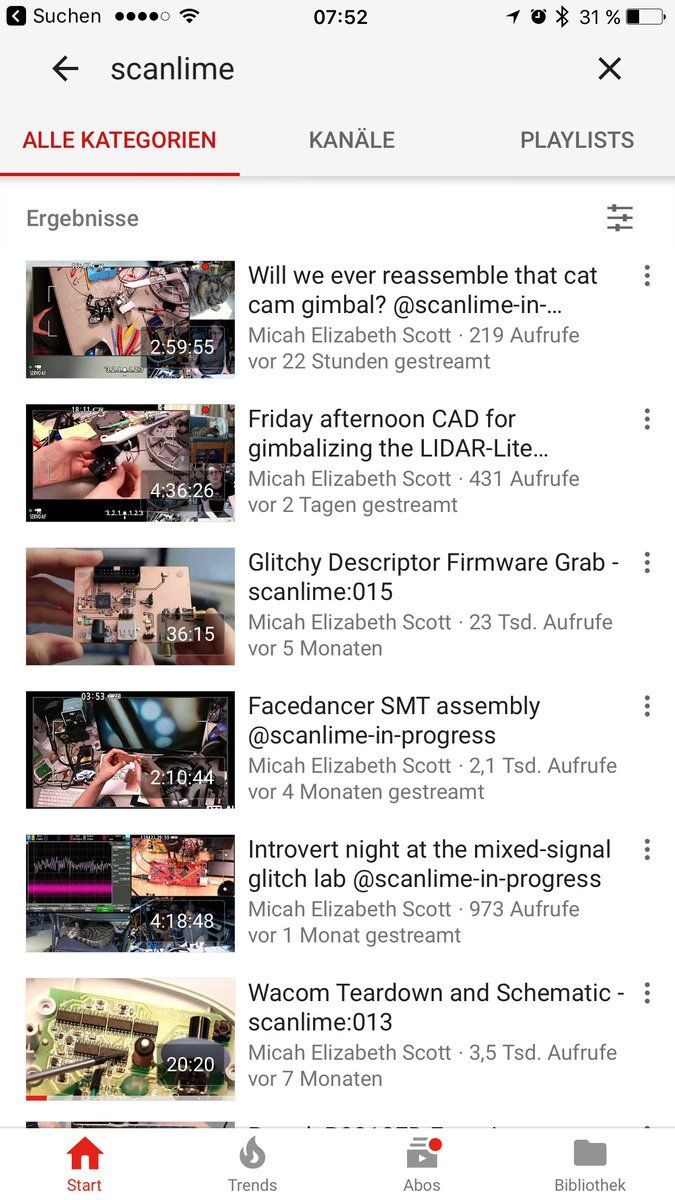 Suchen 07:52 31 %
scanlime
ALLE KATEGORIEN KANÄLE PLAYLISTS
Ergebnisse
Will we ever reassemble that cat
cam gimbal? @scanlime-in-...
Micah Elizabeth Scott · 219 Aufrufe
vor 22 Stunden gestreamt
2:59:55
Friday afternoon CAD for
gimbalizing the LIDAR-Lite...
Micah Elizabeth Scott · 431 Aufrufe
vor 2 Tagen gestreamt
18:11
4:36:26
Glitchy Descriptor Firmware Grab -
scanlime:015
Micah Elizabeth Scott · 23 Tsd. Aufrufe
vor 5 Monaten
36:15
Facedancer SMT assembly
@scanlime-in-progress
Micah Elizabeth Scott · 2,1 Tsd. Aufrufe
vor 4 Monaten gestreamt
03:53
2:10:44
Introvert night at the mixed-signal
glitch lab @scanlime-in-progress
Micah Elizabeth Scott · 973 Aufrufe
vor 1 Monat gestreamt
4:18:48
Wacom Teardown and Schematic -
scanlime:013
Micah Elizabeth Scott · 3,5 Tsd. Aufrufe
vor 7 Monaten
20:20
Start Trends Abos Bibliothek